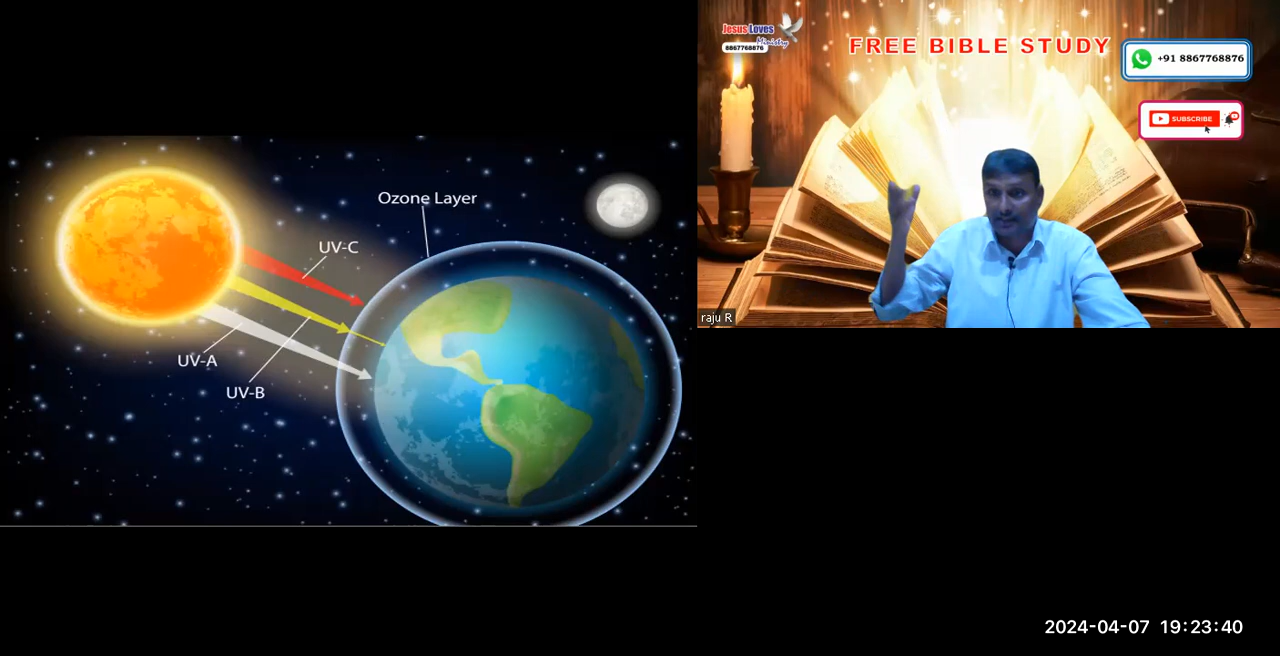 Ozone Layer
UV-C
UV-A
UV-B
Jesus Loves
Ministry
8867768876
FREE BIBLE STUDY
+91 8867768876
SUBSCRIBE
raju R
2024-04-07 19:23:40